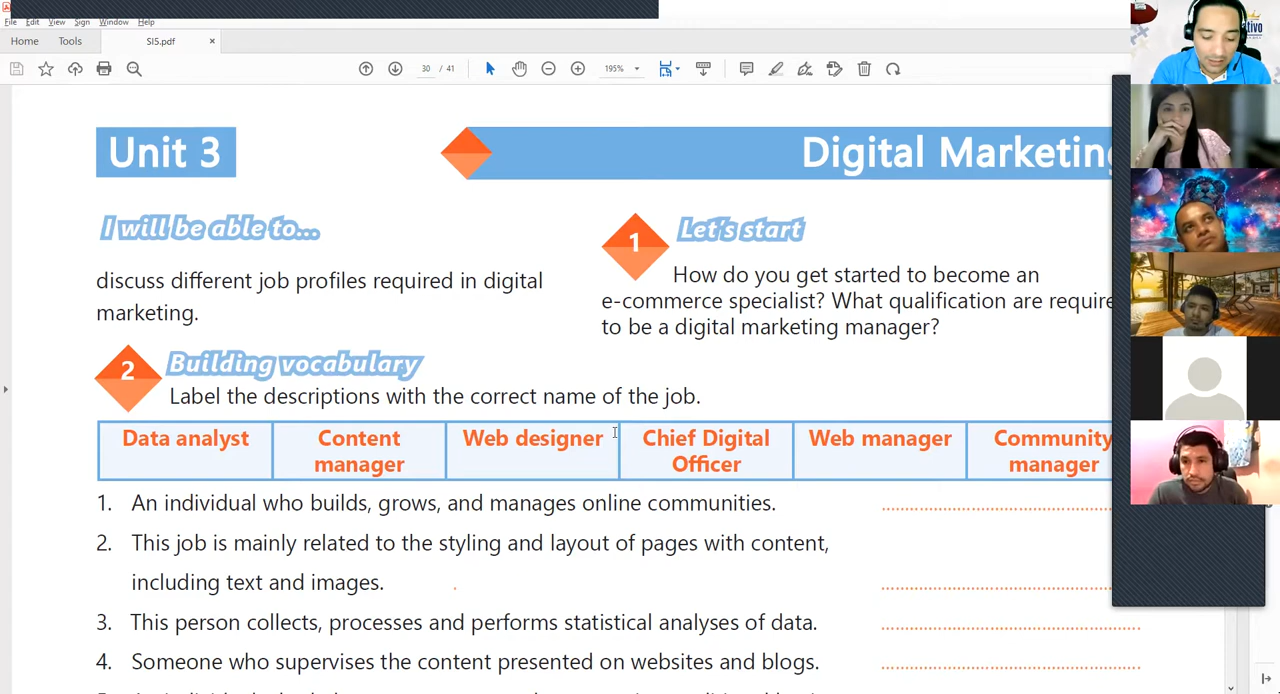 File Edit View Sign Window Help
Home Tools SI5.pdf ×
30 / 41 195%
tivo
Unit 3
Digital Marketing
I will be able to...
discuss different job profiles required in digital
marketing.
1
Let's start
How do you get started to become an
e-commerce specialist? What qualification are require
to be a digital marketing manager?
2
Building vocabulary
Label the descriptions with the correct name of the job.
Data analyst
Content
manager
Web designer
Chief Digital
Officer
Web manager
Community
manager
1. An individual who builds, grows, and manages online communities.
2. This job is mainly related to the styling and layout of pages with content,
including text and images.
3. This person collects, processes and performs statistical analyses of data.
4. Someone who supervises the content presented on websites and blogs.